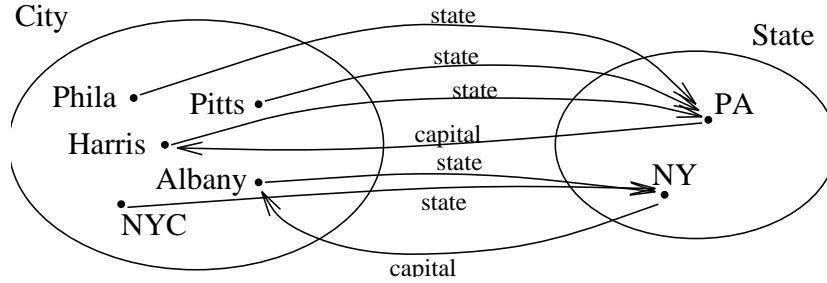 City
state
State
state
Phila
Pitts
state
PA
Harris
capital
Albany
state
NY
NYC
state
capital